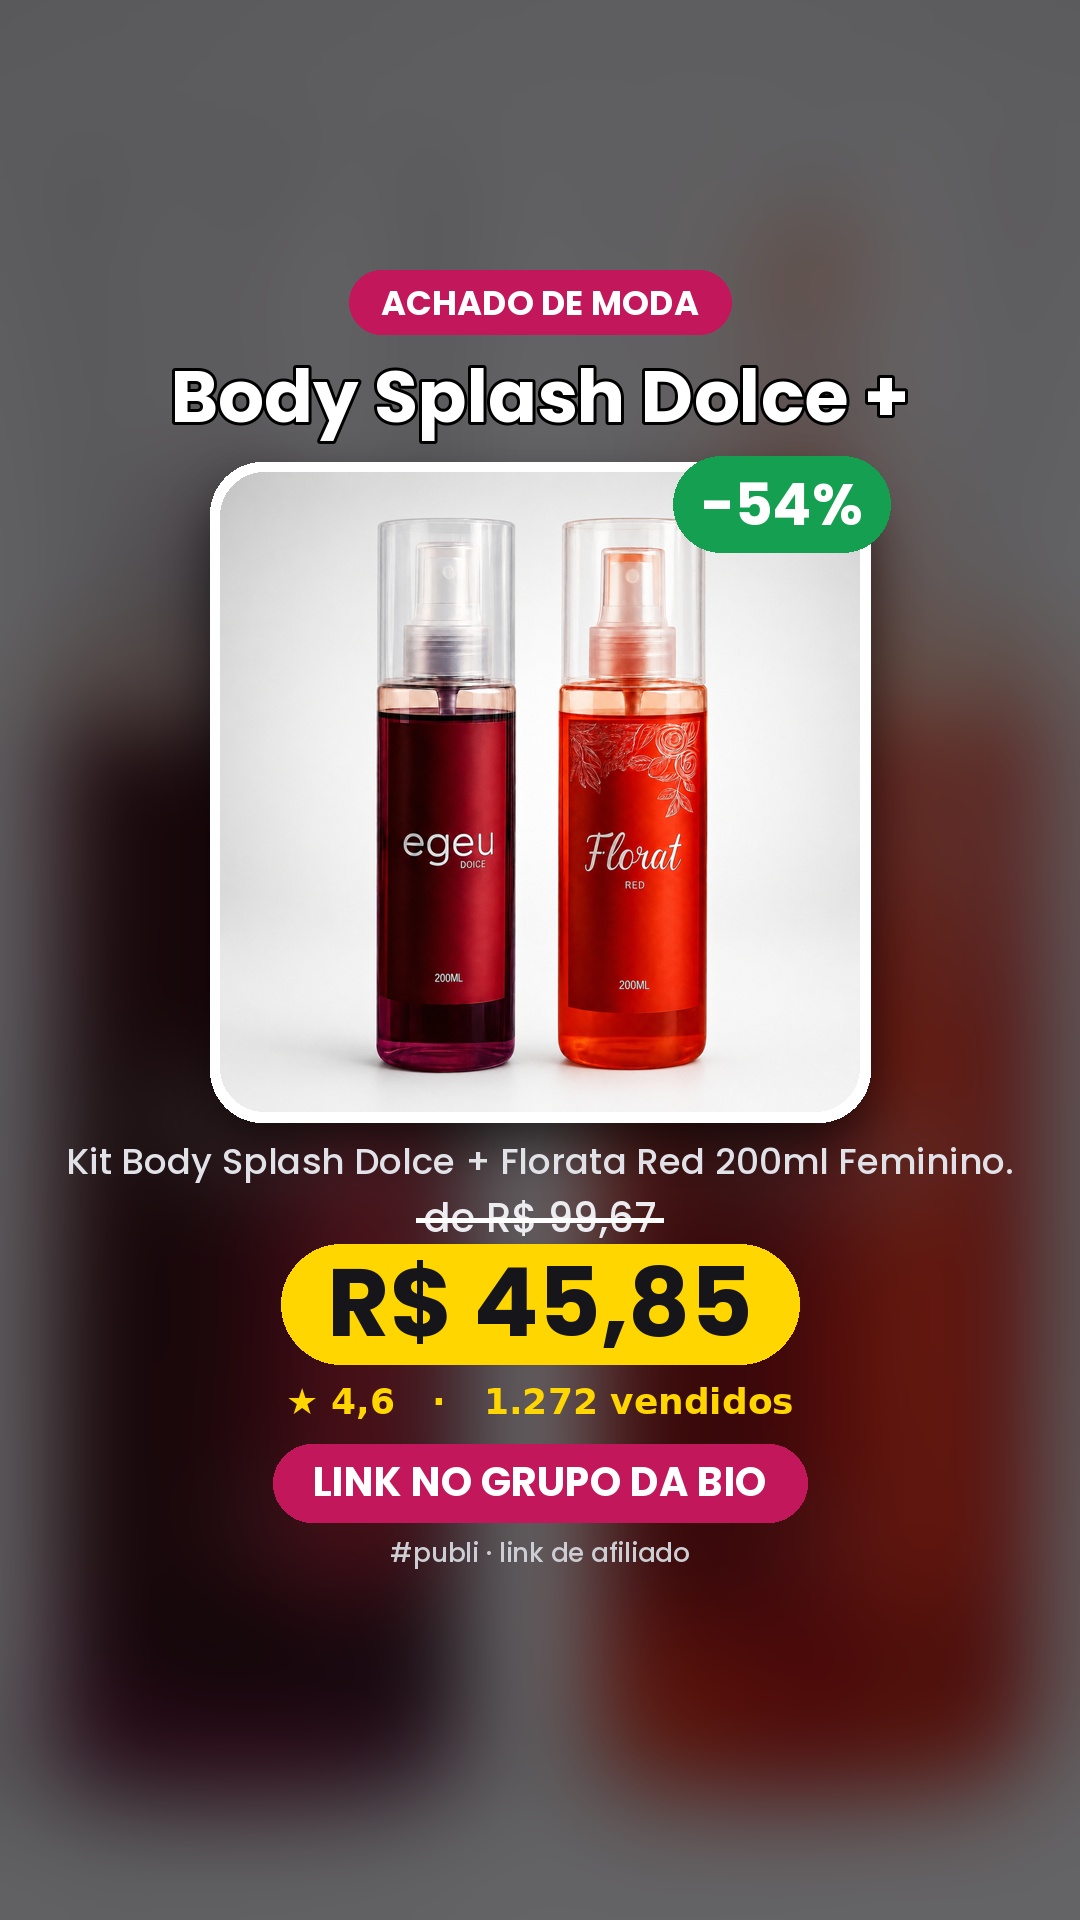 ACHADO DE MODA
Body Splash Dolce +
-54%
egeu
DOICE
200ML
Florat
RED
200ML
Kit Body Splash Dolce + Florata Red 200ml Feminino.
de R$ 99,67
R$ 45,85
★ 4,6 · 1.272 vendidos
LINK NO GRUPO DA BIO
#publi · link de afiliado